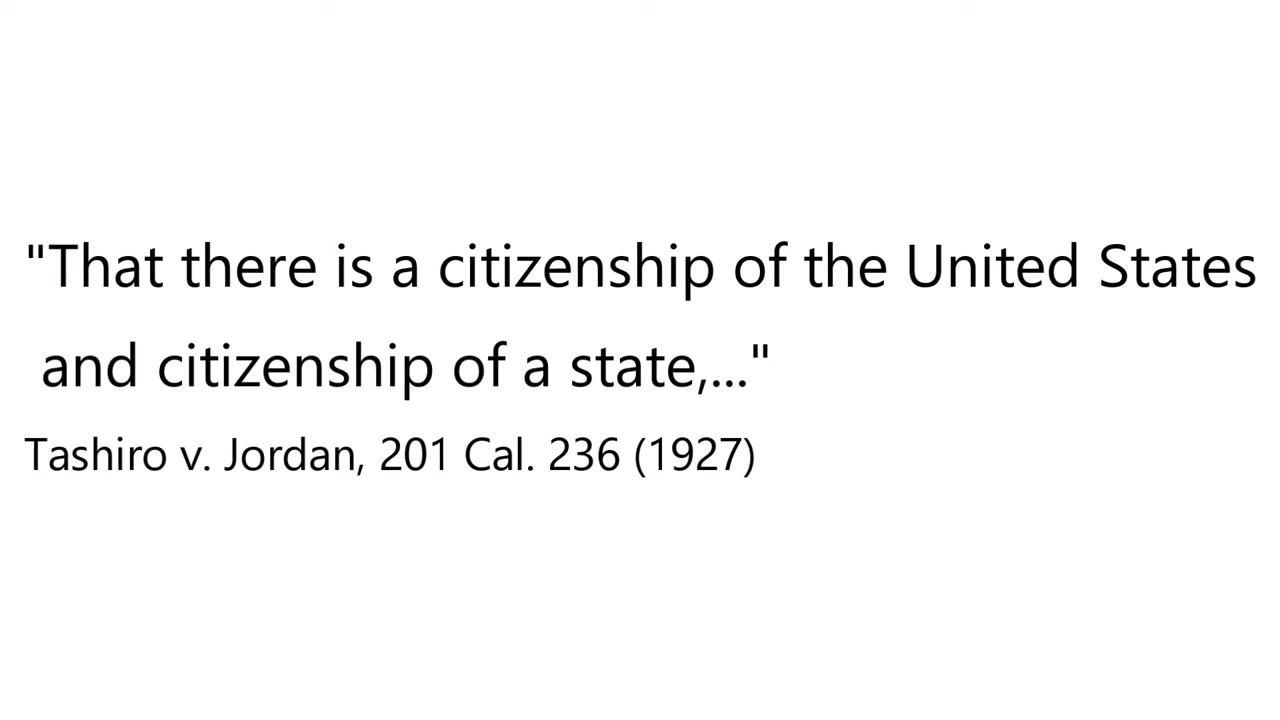 "That there is a citizenship of the United States
and citizenship of a state,..."
Tashiro v. Jordan, 201 Cal. 236 (1927)